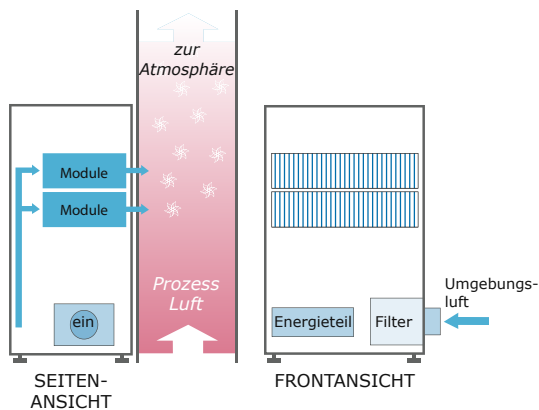 zur
Atmosphäre
Module
Module
Prozess
Luft
ein
SEITEN-
ANSICHT
Energieteil
Filter
Umgebungs-
luft
FRONTANSICHT